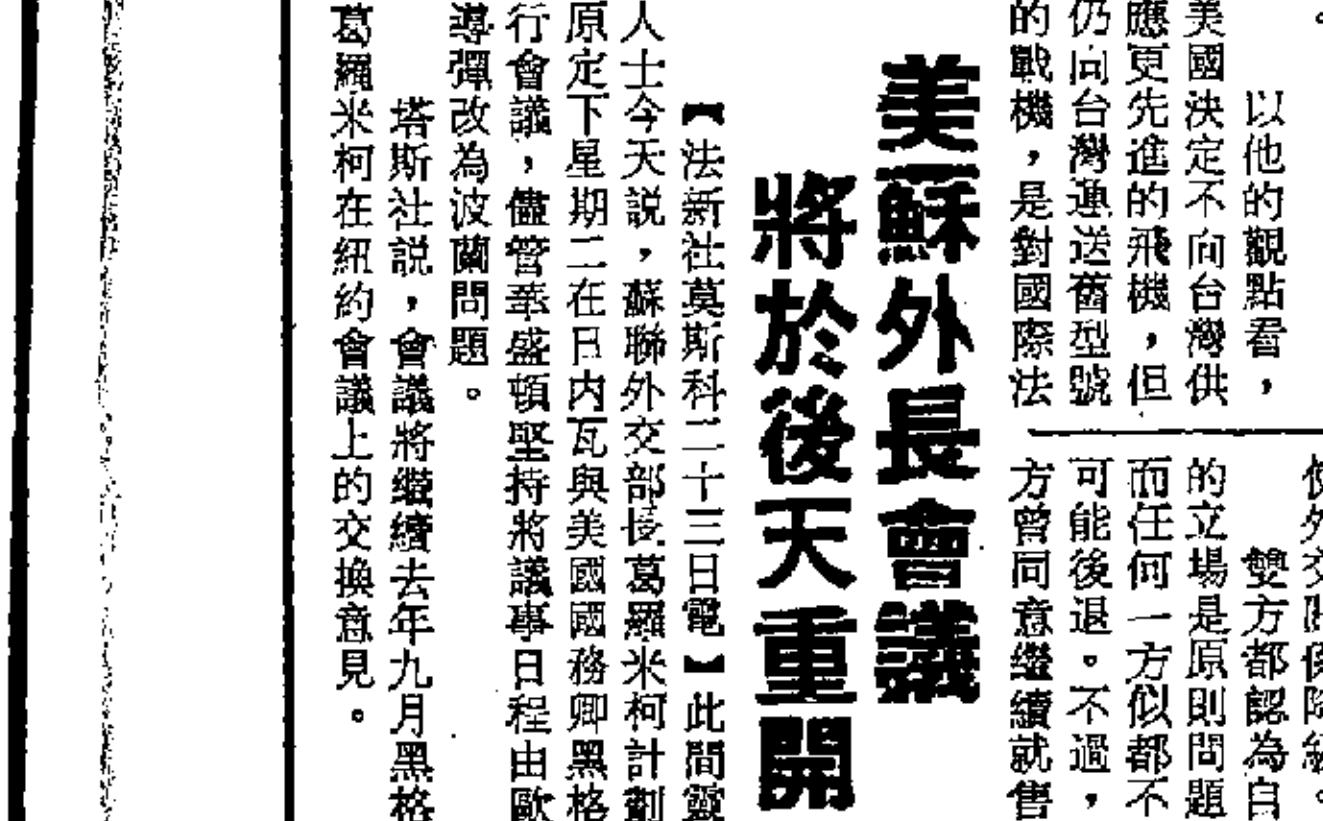 。
以他的觀點看，
美國決定不向台灣供
應更先進的飛機，但
仍向台灣運送舊型號
的戰機，是對國際法
雙方都認為自
的立場是原則問題
而任何一方似都不
可能後退。不過，
方曾同意繼續就售
美蘇外長會議
將於後天重開
【法新社莫斯科二十三日電】此間靈
人士今天説，蘇聯外交部長葛羅米柯計劃
原定下星期二在日内瓦與美國國務卿黑格
行會議，儘管華盛頓堅持將議事日程由歐
導彈改為波蘭問題。
塔斯社説，會議將繼續去年九月黑格
葛羅米柯在紐約會議上的交換意見。